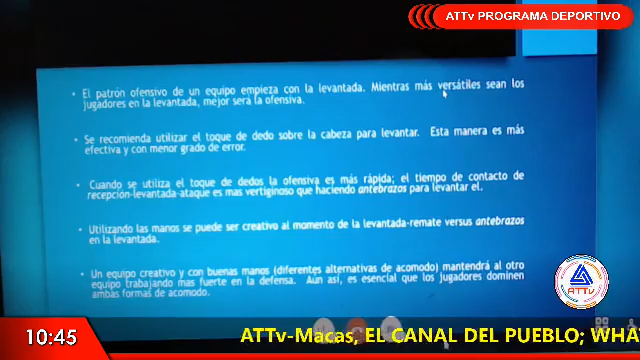 ATTv PROGRAMA DEPORTIVO
• El patrón ofensivo de un equipo empieza con la levantada. Mientras más versátiles sean los
jugadores en la levantada, mejor será la ofensiva.
• Se recomienda utilizar el toque de dedo sobre la cabeza para levantar. Esta manera es más
efectiva y con menor grado de error.
• Cuando se utiliza el toque de dedos la ofensiva es más rápida; el tiempo de contacto de
recepción-levantada-ataque es mas vertiginoso que haciendo antebrazos para levantar el.
• Utilizando las manos se puede ser creativo al momento de la levantada-remate versus antebrazos
en la levantada.
• Un equipo creativo y con buenas manos (diferentes alternativas de acomodo) mantendrá al otro
equipo trabajando mas fuerte en la defensa. Aún así, es esencial que los jugadores dominen
ambas formas de acomodo.
ATTv
10:45
ATTv-Macas, EL CANAL DEL PUEBLO; WHA